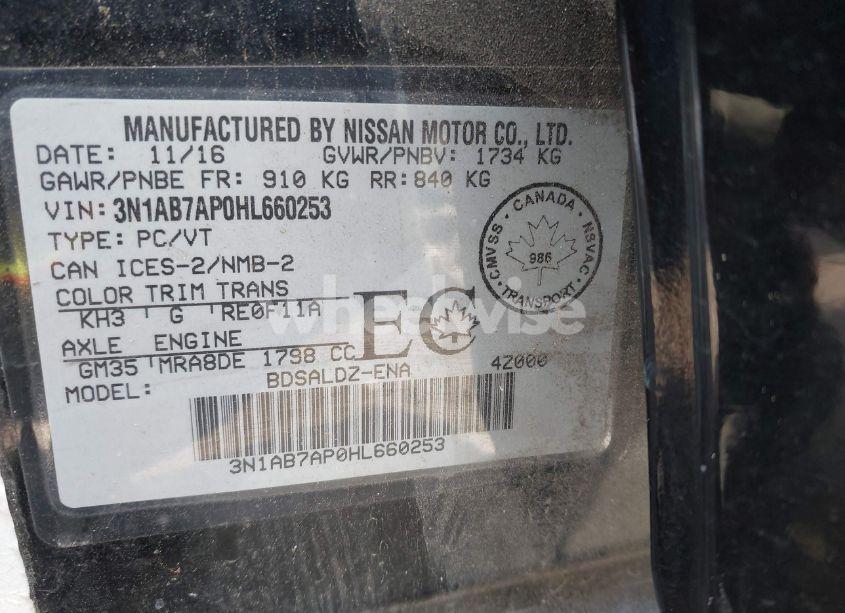 MANUFACTURED BY NISSAN MOTOR CO., LTD.
DATE: 11/16 GVWR/PNBV: 1734 KG
GAWR/PNBE FR: 910 KG RR: 840 KG
VIN: 3N1AB7AP0HL660253
TYPE: PC/VT
CAN ICES-2/NMB-2
COLOR TRIM TRANS
KH3 G RE0F11A
AXLE ENGINE
GM35 MRA8DE 1798 CC
MODEL: BDSALDZ-ENA 42000
3N1AB7AP0HL660253
EC
CANADA
CMVSS
NSVAC
986
TRANSPORT
wheelwise